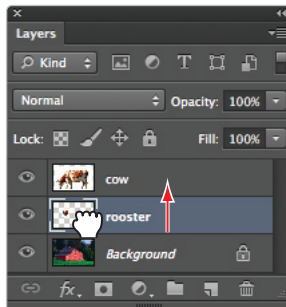 Layers
Kind
Normal Opacity: 100%
Lock: Fill: 100%
cow
rooster
Background
fx.